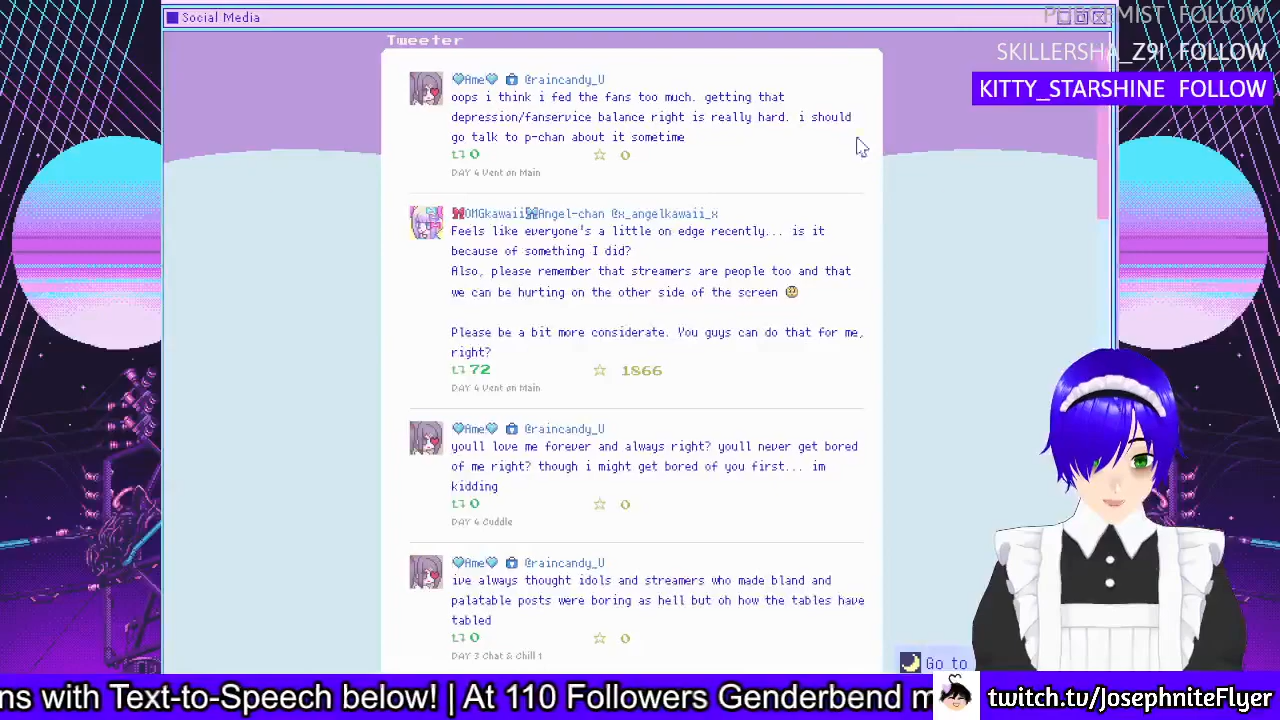 Social Media
FOLLOW
SKILLERSHA_Z9I FOLLOW
KITTY_STARSHINE FOLLOW
Tweeter
Ame @raincandy_U
oops i think i fed the fans too much. getting that
depression/fanservice balance right is really hard. i should
go talk to p-chan about it sometime
0 0
DAY 4 Vent on Main
OMGkawaii Angel-chan @x_angelkawaii_x
Feels like everyone's a little on edge recently... is it
because of something I did?
Also, please remember that streamers are people too and that
we can be hurting on the other side of the screen
Please be a bit more considerate. You guys can do that for me,
right?
72 1866
DAY 4 Vent on Main
Ame @raincandy_U
youll love me forever and always right? youll never get bored
of me right? though i might get bored of you first... im
kidding
0 0
DAY 4 Cuddle
Ame @raincandy_U
ive always thought idols and streamers who made bland and
palatable posts were boring as hell but oh how the tables have
tabled
0 0
DAY 3 Chat & Chill 1
Go to
ns with Text-to-Speech below! | At 110 Followers Genderbend m
twitch.tv/JosephniteFlyer